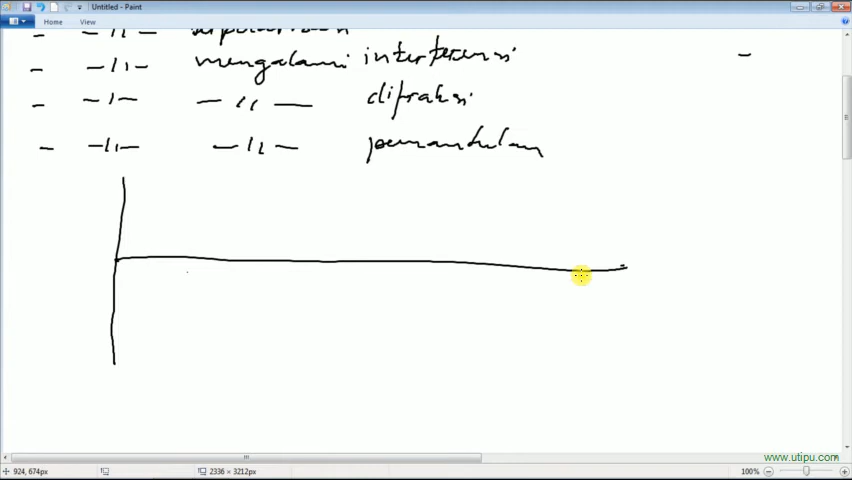 Untitled - Paint
Home View
- -//-
- -//- mengalami interferensi -
- -/- - // - difraksi
- -//- -//- pemantulan
www.utipu.com
924, 674px 2336 × 3212px 100%